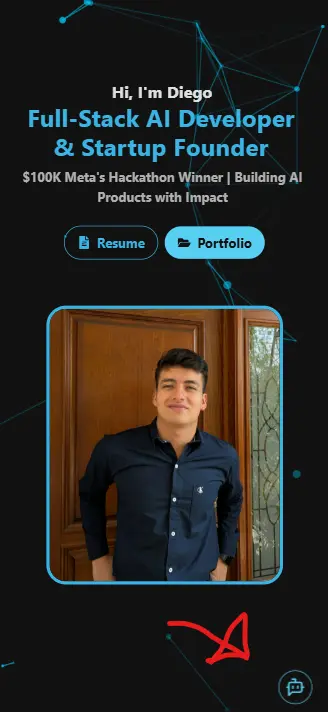 Hi, I'm Diego
Full-Stack AI Developer
& Startup Founder
$100K Meta's Hackathon Winner | Building AI
Products with Impact
Resume
Portfolio